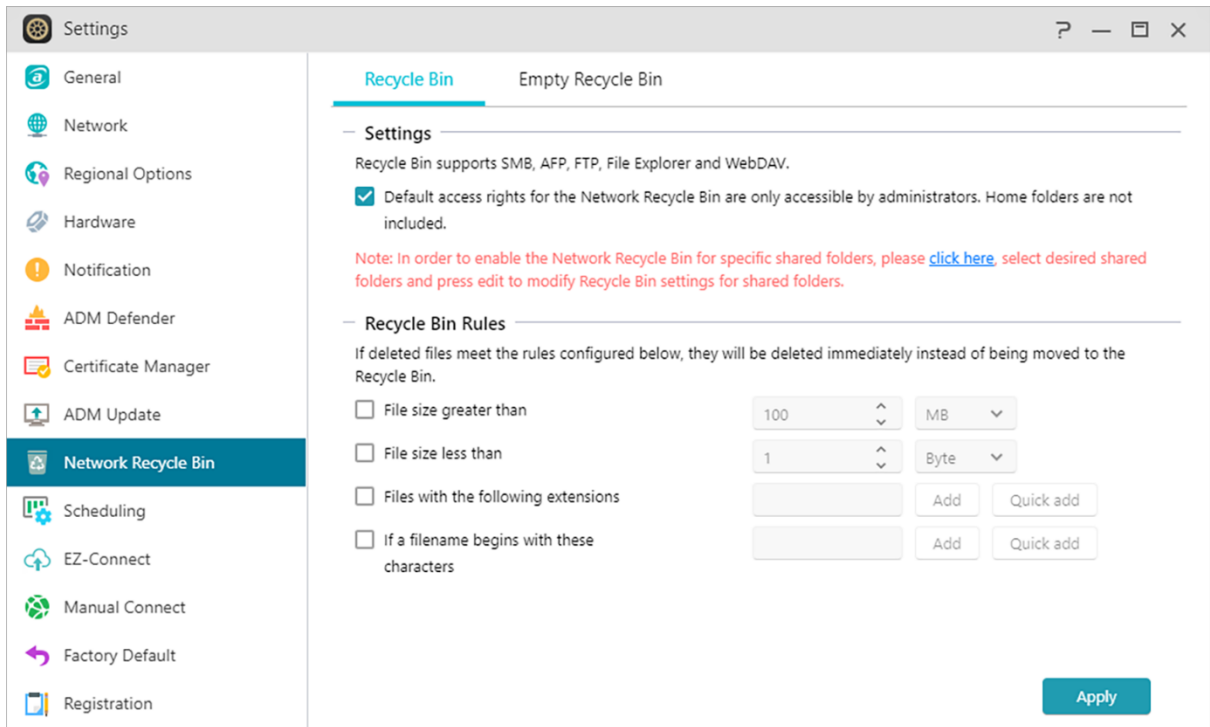 Settings
General
Network
Regional Options
Hardware
Notification
ADM Defender
Certificate Manager
ADM Update
Network Recycle Bin
Scheduling
EZ-Connect
Manual Connect
Factory Default
Registration
Recycle Bin
Empty Recycle Bin
Settings
Recycle Bin supports SMB, AFP, FTP, File Explorer and WebDAV.
Default access rights for the Network Recycle Bin are only accessible by administrators. Home folders are not
included.
Note: In order to enable the Network Recycle Bin for specific shared folders, please click here, select desired shared
folders and press edit to modify Recycle Bin settings for shared folders.
Recycle Bin Rules
If deleted files meet the rules configured below, they will be deleted immediately instead of being moved to the
Recycle Bin.
File size greater than 100 MB
File size less than 1 Byte
Files with the following extensions Add Quick add
If a filename begins with these Add Quick add
characters
Apply